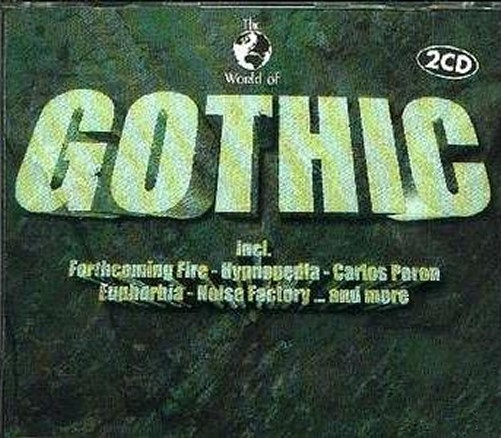 The
World of
2CD
GOTHIC
incl.
Forthcoming Fire - Hypnopedia - Carlos Peron
Euphorbia - Noise Factory ... and more